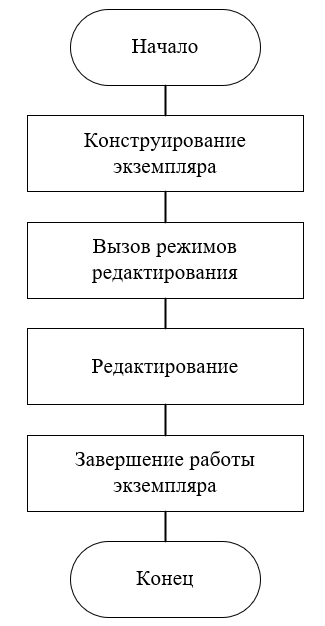 Начало
Конструирование
экземпляра
Вызов режимов
редактирования
Редактирование
Завершение работы
экземпляра
Конец